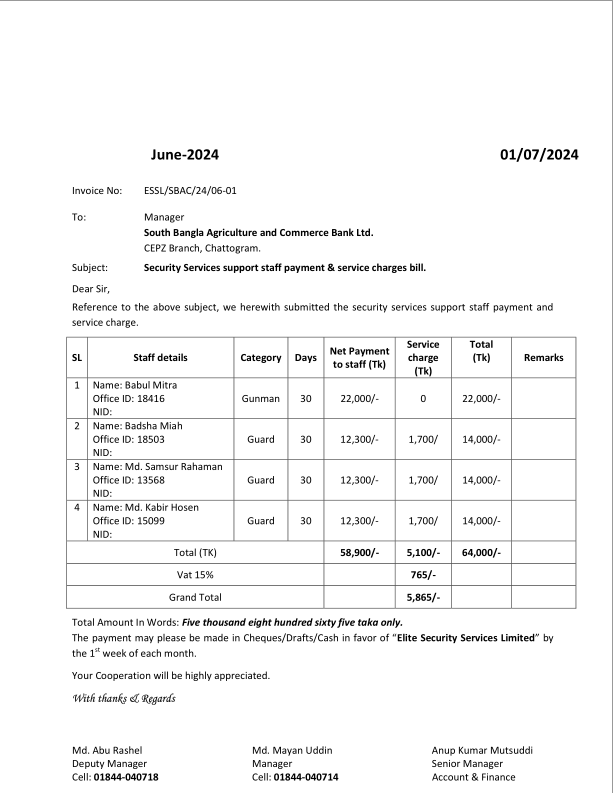 June-2024 01/07/2024
Invoice No: ESSL/SBAC/24/06-01
To: Manager
South Bangla Agriculture and Commerce Bank Ltd.
CEPZ Branch, Chattogram.
Subject: Security Services support staff payment & service charges bill.
Dear Sir,
Reference to the above subject, we herewith submitted the security services support staff payment and
service charge.
SL Staff details Category Days Net Payment to staff (Tk) Service charge (Tk) Total (Tk) Remarks
1 Name: Babul Mitra
Office ID: 18416 Gunman 30 22,000/- 0 22,000/-
NID:
2 Name: Badsha Miah
Office ID: 18503 Guard 30 12,300/- 1,700/ 14,000/-
NID:
3 Name: Md. Samsur Rahaman
Office ID: 13568 Guard 30 12,300/- 1,700/ 14,000/-
NID:
4 Name: Md. Kabir Hosen
Office ID: 15099 Guard 30 12,300/- 1,700/ 14,000/-
NID:
Total (TK) 58,900/- 5,100/- 64,000/-
Vat 15% 765/-
Grand Total 5,865/-
Total Amount In Words: Five thousand eight hundred sixty five taka only.
The payment may please be made in Cheques/Drafts/Cash in favor of “Elite Security Services Limited” by
the 1st week of each month.
Your Cooperation will be highly appreciated.
With thanks & Regards
Md. Abu Rashel Md. Mayan Uddin Anup Kumar Mutsuddi
Deputy Manager Manager Senior Manager
Cell: 01844-040718 Cell: 01844-040714 Account & Finance